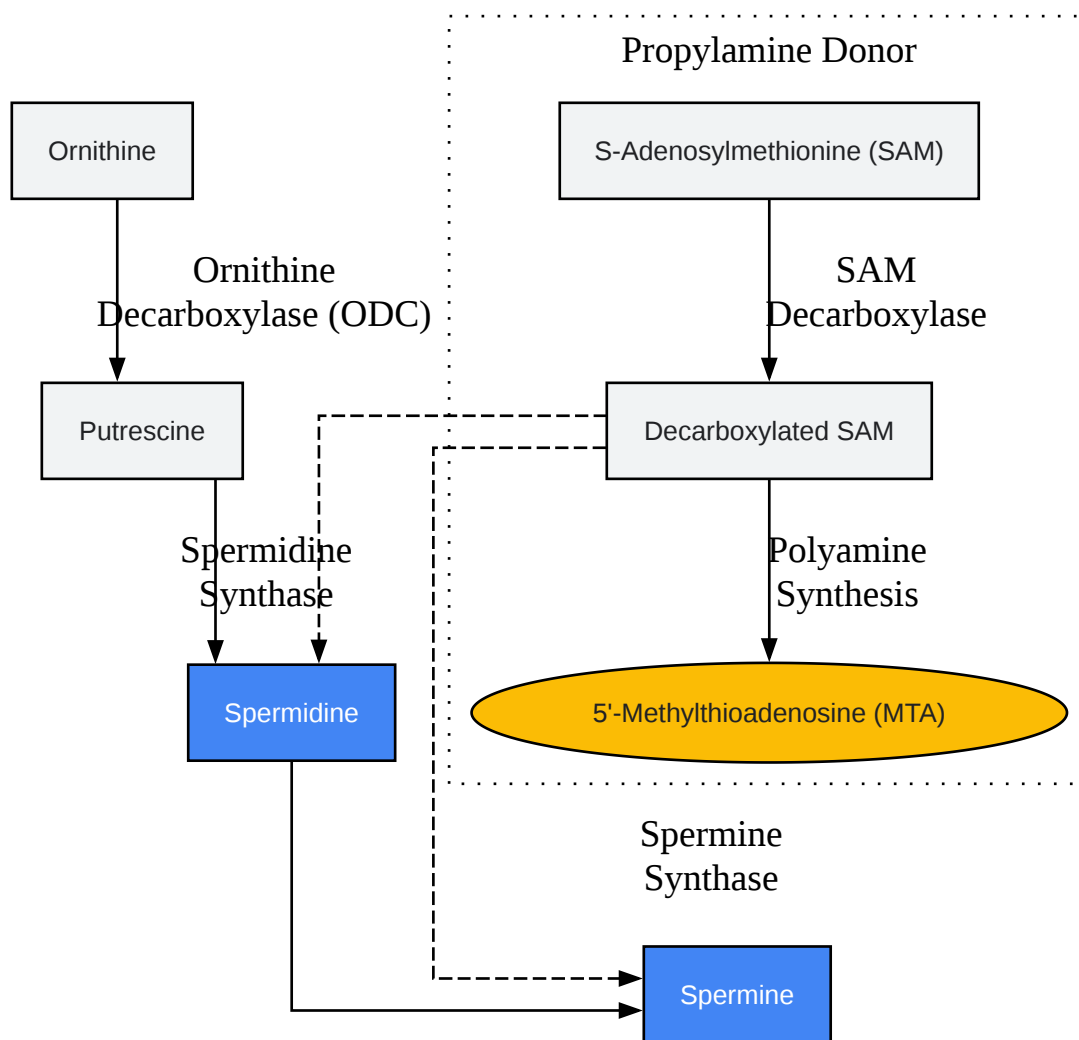 Propylamine Donor
Ornithine
S-Adenosylmethionine (SAM)
Ornithine
Decarboxylase (ODC)
SAM
Decarboxylase
Putrescine
Decarboxylated SAM
Spermidine
Synthase
Polyamine
Synthesis
Spermidine
5'-Methylthioadenosine (MTA)
Spermine
Synthase
Spermine